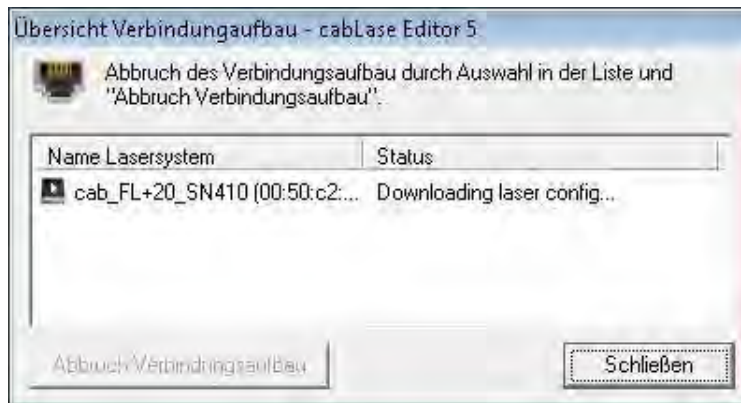 Übersicht Verbindungaufbau - cabLase Editor 5
Abbruch des Verbindungsaufbau durch Auswahl in der Liste und
"Abbruch Verbindungsaufbau".
Name Lasersystem Status
cab_FL+20_SN410 (00:50:c2:... Downloading laser config...
Abbruch Verbindungsaufbau Schließen